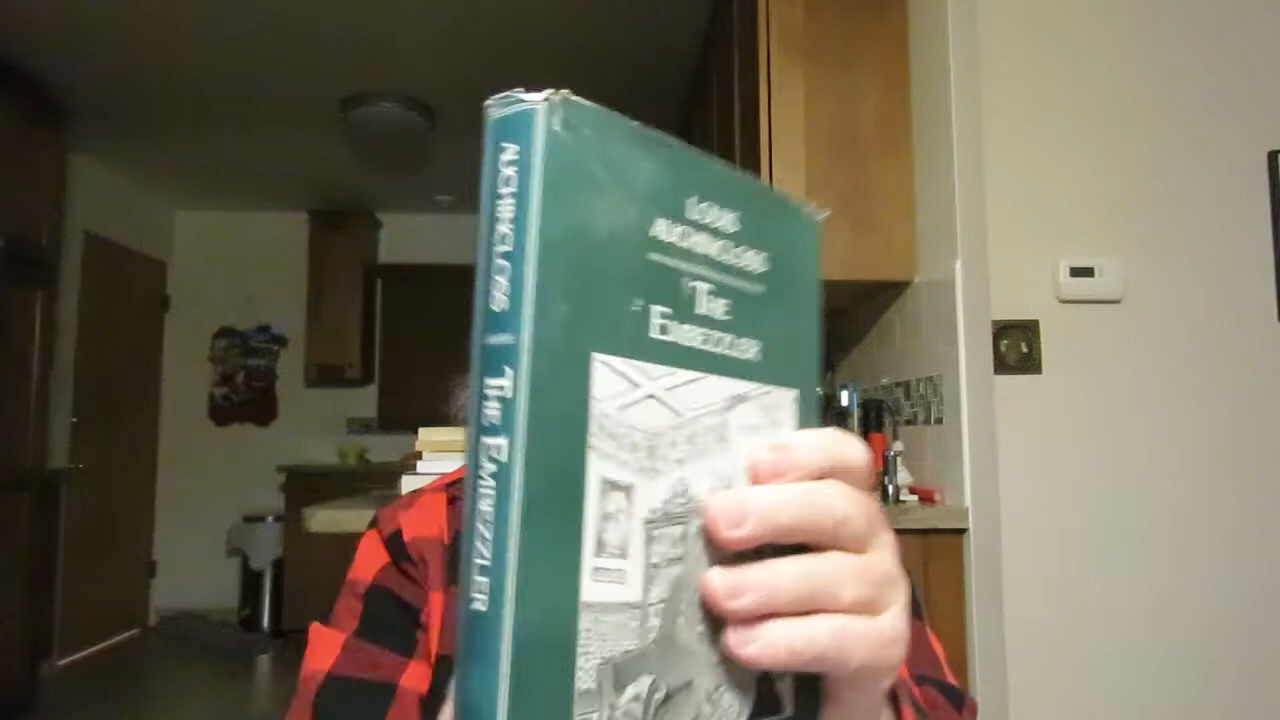 AUCHINCLOSS
THE EMBEZZLER
LOUIS
AUCHINCLOSS
THE
EMBEZZLER